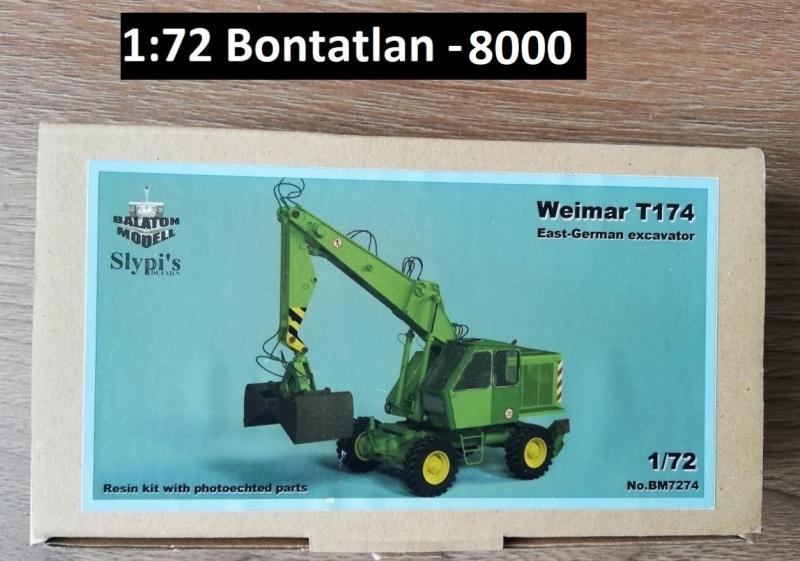 1:72 Bontatlan - 8000
BALATON
MODELL
Slypi's
DETAILS
Weimar T174
East-German excavator
Resin kit with photoechted parts
1/72
No.BM7274